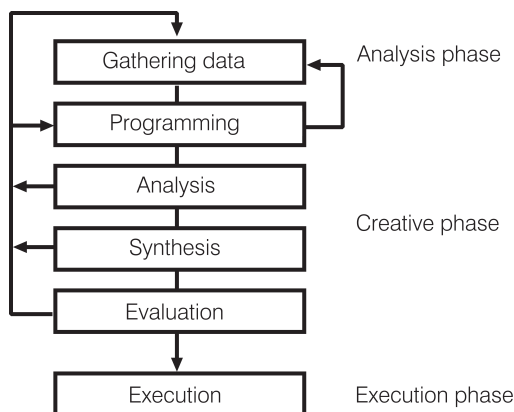 Gathering data
Analysis phase
Programming
Analysis
Creative phase
Synthesis
Evaluation
Execution
Execution phase